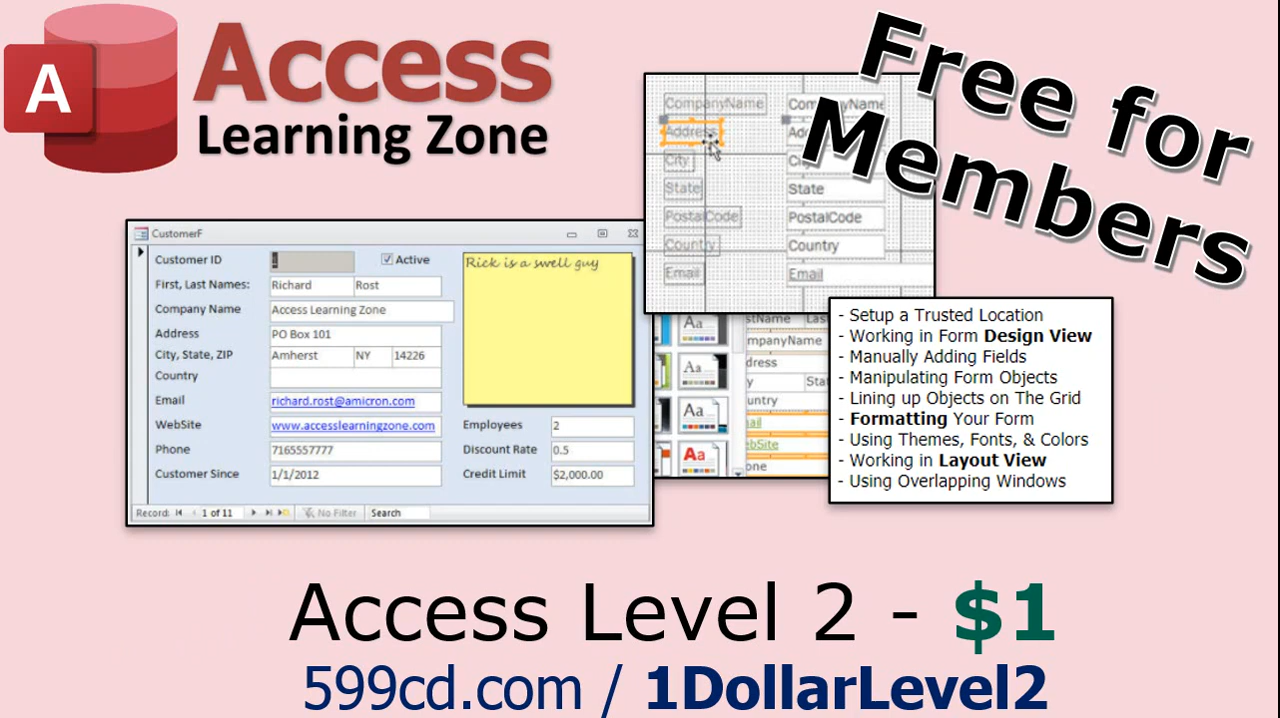 A
Access
Learning Zone
Free for
Members
CompanyName CompanyName
Address
City
State State
PostalCode PostalCode
Country Country
Email Email
CustomerF
Customer ID Active
First, Last Names: Richard Rost
Company Name Access Learning Zone
Address PO Box 101
City, State, ZIP Amherst NY 14226
Country
Email richard.rost@amicron.com
WebSite www.accesslearningzone.com
Phone 7165557777
Customer Since 1/1/2012
Rick is a swell guy
Employees 2
Discount Rate 0.5
Credit Limit $2,000.00
Record: 1 of 11 No Filter Search
Aa
Aa
Aa
Aa
- Setup a Trusted Location
- Working in Form Design View
- Manually Adding Fields
- Manipulating Form Objects
- Lining up Objects on The Grid
- Formatting Your Form
- Using Themes, Fonts, & Colors
- Working in Layout View
- Using Overlapping Windows
Access Level 2 - $1
599cd.com / 1DollarLevel2